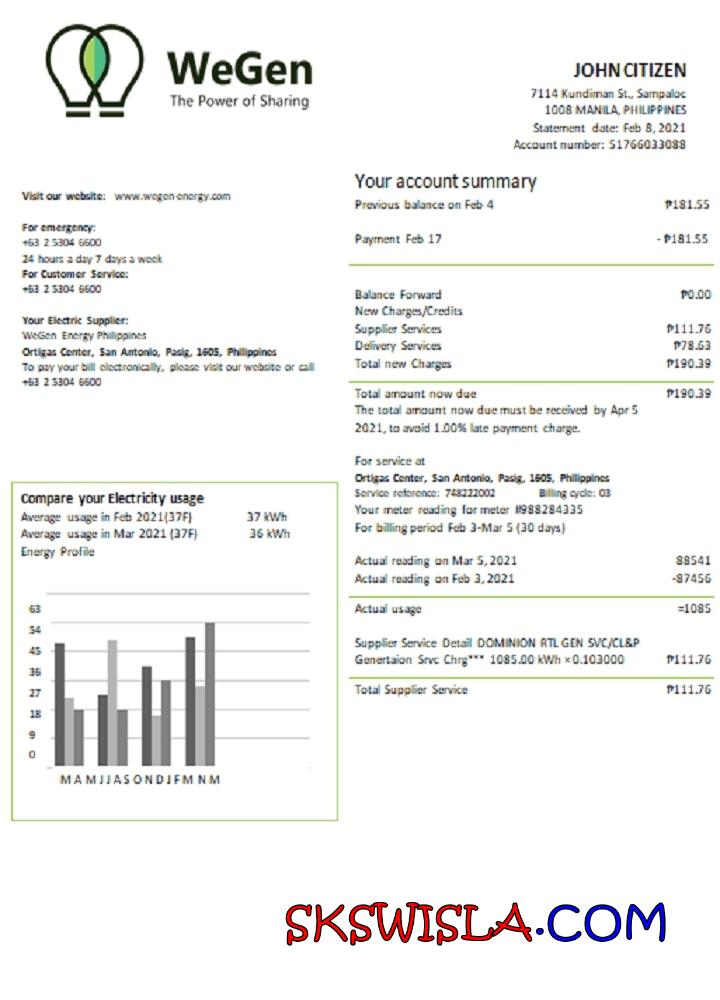 WeGen
The Power of Sharing
JOHN CITIZEN
7114 Kundiman St., Sampaloc
1008 MANILA, PHILIPPINES
Statement date: Feb 8, 2021
Account number: 51766033088
Visit our website: www.wegen-energy.com
For emergency:
+63 2 5304 6600
24 hours a day 7 days a week
For Customer Service:
+63 2 5304 6600
Your Electric Supplier:
WeGen Energy Philippines
Ortigas Center, San Antonio, Pasig, 1605, Philippines
To pay your bill electronically, please visit our website or call
+63 2 5304 6600
Your account summary
Previous balance on Feb 4 ₱181.55
Payment Feb 17 - ₱181.55
Balance Forward ₱0.00
New Charges/Credits
Supplier Services ₱111.76
Delivery Services ₱78.63
Total new Charges ₱190.39
Total amount now due ₱190.39
The total amount now due must be received by Apr 5
2021, to avoid 1.00% late payment charge.
For service at
Ortigas Center, San Antonio, Pasig, 1605, Philippines
Service reference: 748222002 Billing cycle: 03
Your meter reading for meter #988284335
For billing period Feb 3-Mar 5 (30 days)
Actual reading on Mar 5, 2021 88541
Actual reading on Feb 3, 2021 -87456
Actual usage =1085
Supplier Service Detail DOMINION RTL GEN SVC/CL&P
Genertaion Srvc Chrg*** 1085.00 kWh × 0.103000 ₱111.76
Total Supplier Service ₱111.76
Compare your Electricity usage
Average usage in Feb 2021(37F) 37 kWh
Average usage in Mar 2021 (37F) 36 kWh
Energy Profile
63
54
45
36
27
18
9
0
M A M J J A S O N D J F M N M
SKSWISLA.COM